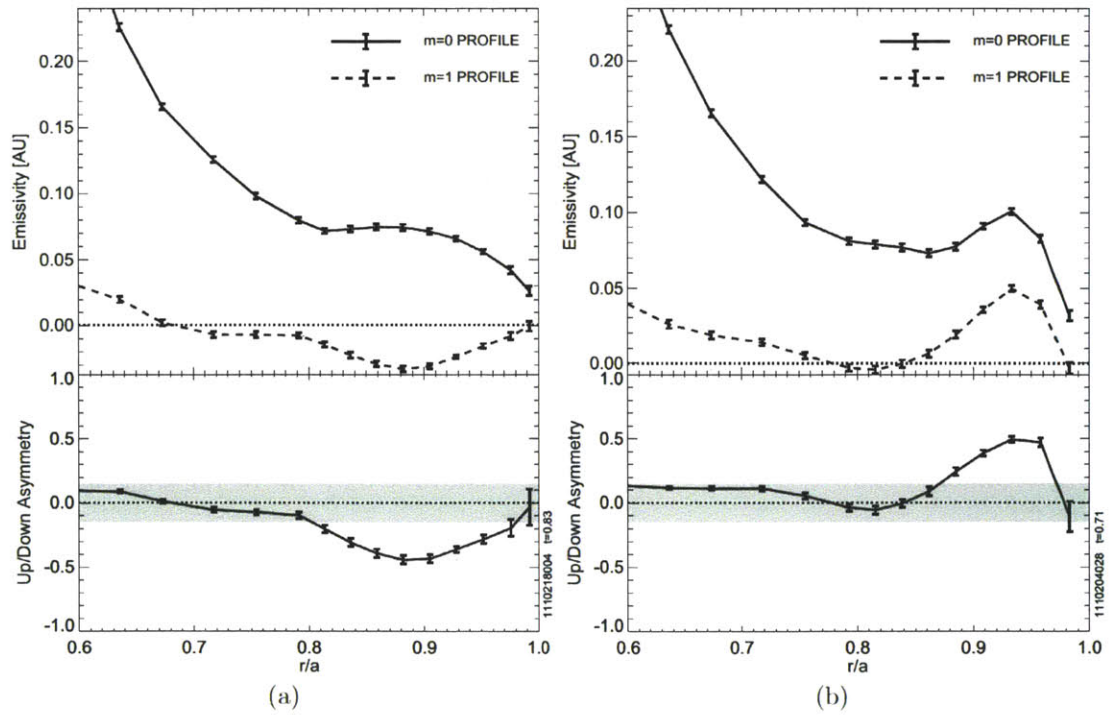 m=0 PROFILE
m=1 PROFILE
Emissivity [AU]
0.20
0.15
0.10
0.05
0.00
1.0
0.5
0.0
-0.5
-1.0
Up/Down Asymmetry
0.6 0.7 0.8 0.9 1.0
r/a
1110218004 t=0.83
(a)
m=0 PROFILE
m=1 PROFILE
Emissivity [AU]
0.20
0.15
0.10
0.05
0.00
1.0
0.5
0.0
-0.5
-1.0
Up/Down Asymmetry
0.6 0.7 0.8 0.9 1.0
r/a
1110204028 t=0.71
(b)